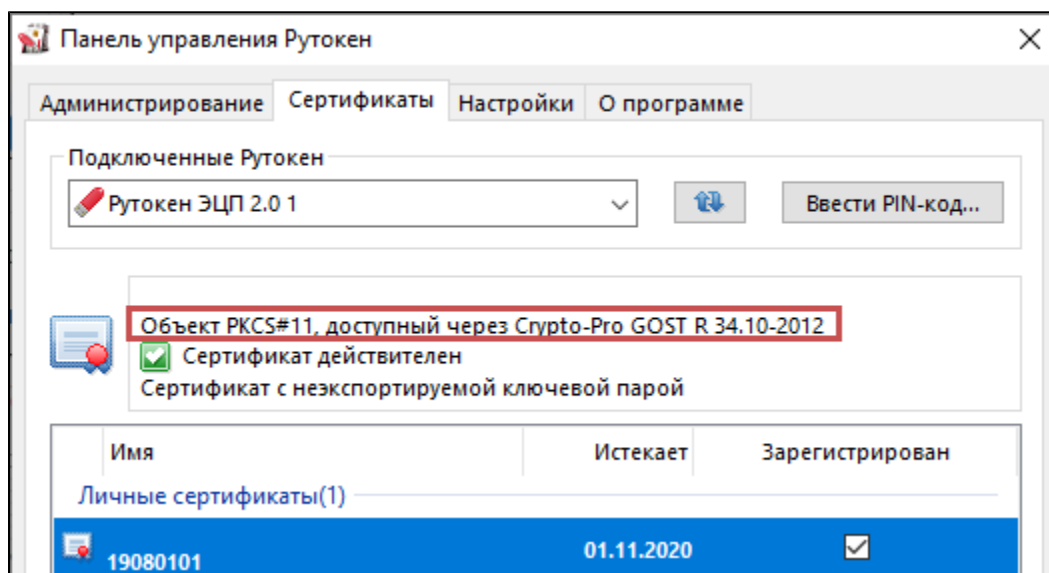 Панель управления Рутокен
Администрирование Сертификаты Настройки О программе
Подключенные Рутокен
Рутокен ЭЦП 2.0 1
Ввести PIN-код...
Объект PKCS#11, доступный через Crypto-Pro GOST R 34.10-2012
Сертификат действителен
Сертификат с неэкспортируемой ключевой парой
Имя Истекает Зарегистрирован
Личные сертификаты(1)
19080101 01.11.2020